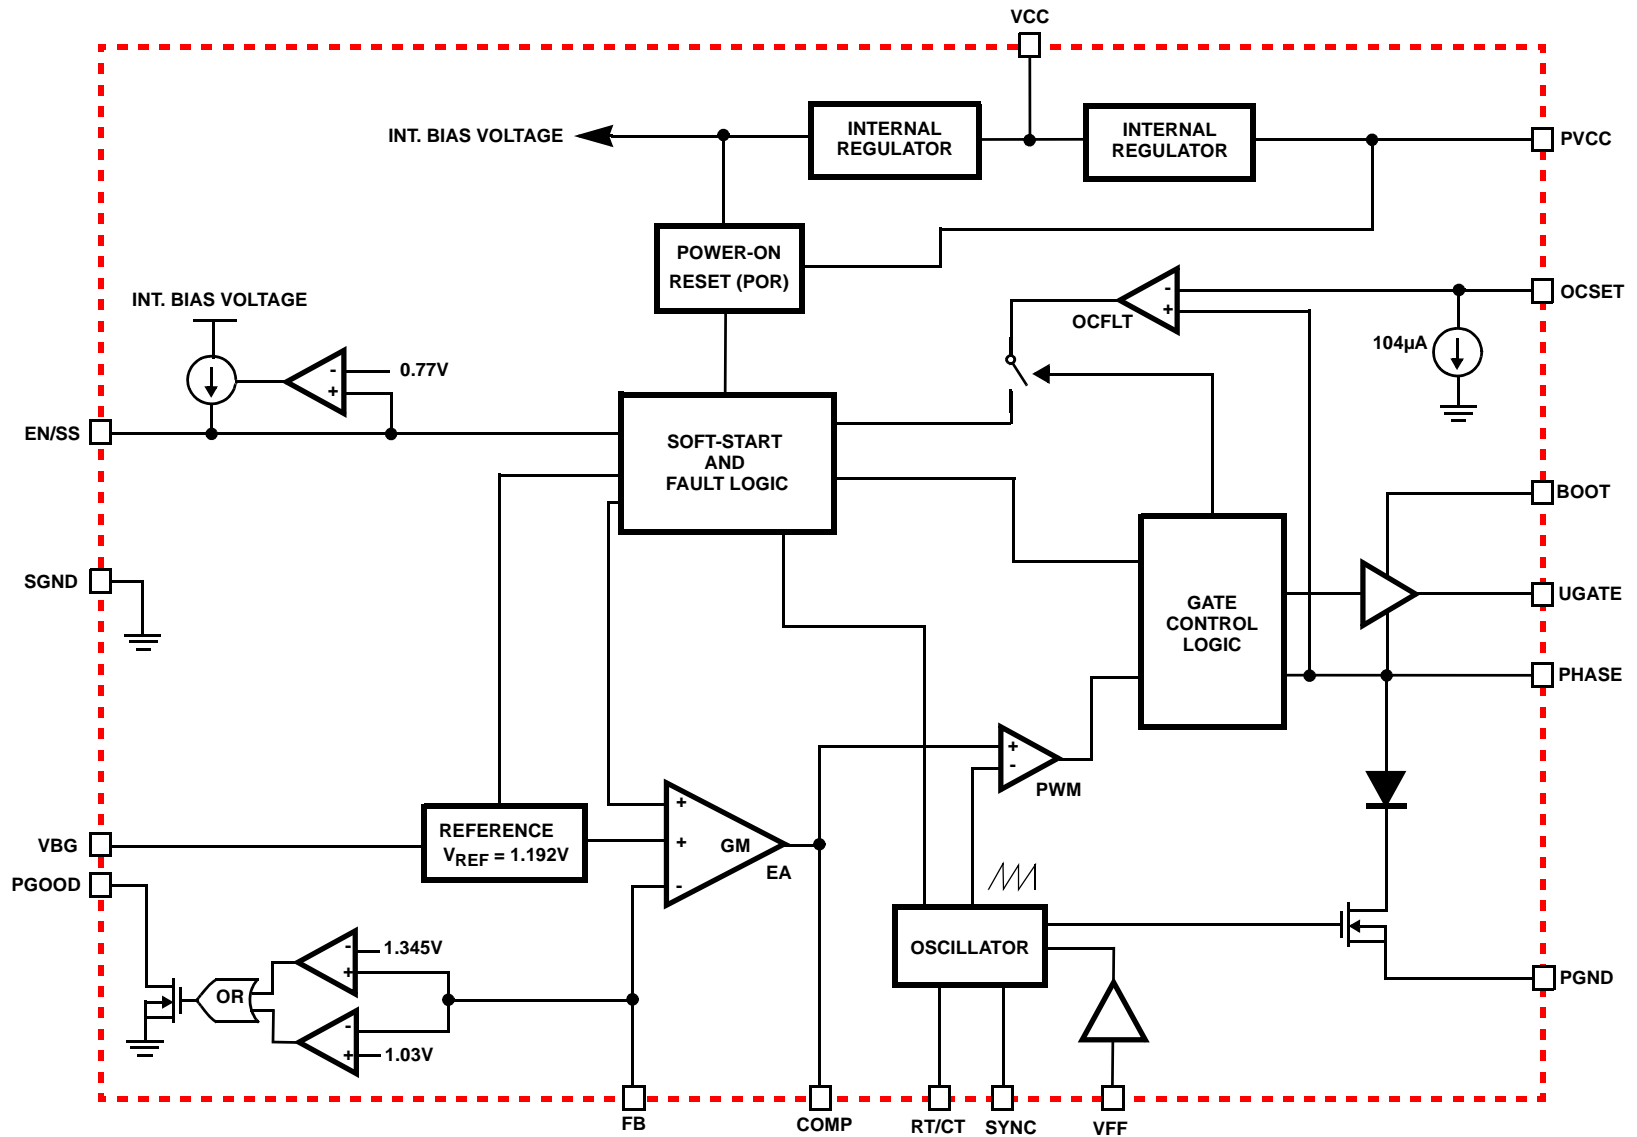 VCC
INT. BIAS VOLTAGE
INTERNAL
REGULATOR
INTERNAL
REGULATOR
PVCC
POWER-ON
RESET (POR)
INT. BIAS VOLTAGE
-
+
OCFLT
OCSET
104µA
-
+
0.77V
EN/SS
SOFT-START
AND
FAULT LOGIC
BOOT
SGND
GATE
CONTROL
LOGIC
UGATE
PHASE
+
-
PWM
VBG
REFERENCE
VREF = 1.192V
+
+
-
GM
EA
PGOOD
OSCILLATOR
-
+
1.345V
OR
-
+
1.03V
PGND
FB
COMP
RT/CT
SYNC
VFF